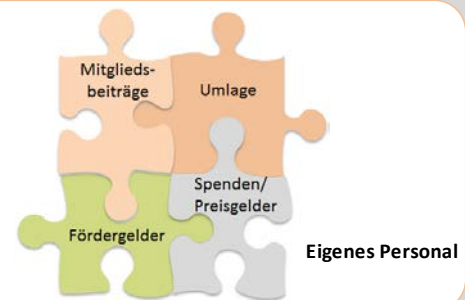 Mitglieds-
beiträge
Umlage
Spenden/
Preisgelder
Fördergelder
Eigenes Personal